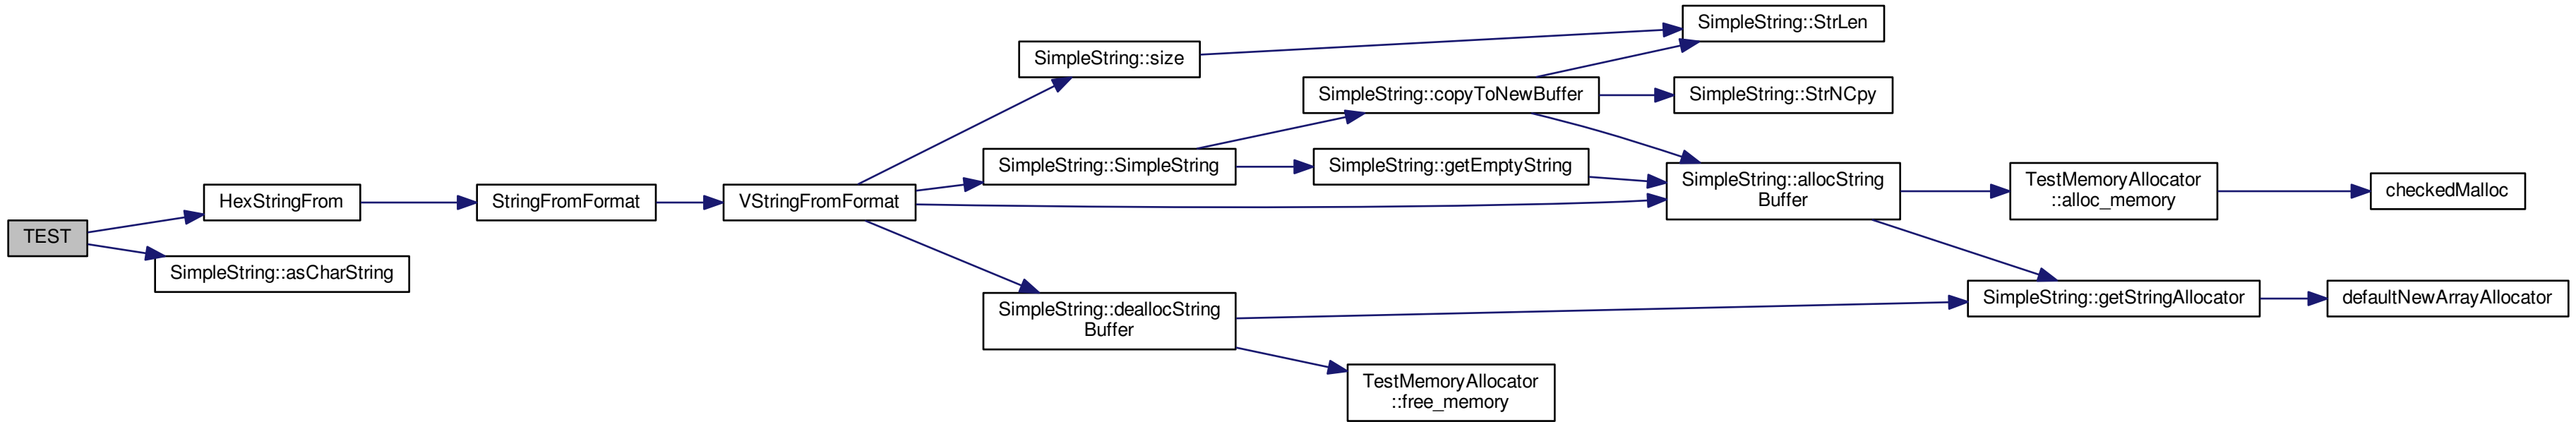 TEST
HexStringFrom
SimpleString::asCharString
StringFromFormat
VStringFromFormat
SimpleString::size
SimpleString::SimpleString
SimpleString::deallocString
Buffer
SimpleString::copyToNewBuffer
SimpleString::getEmptyString
TestMemoryAllocator
::free_memory
SimpleString::StrLen
SimpleString::StrNCpy
SimpleString::allocString
Buffer
TestMemoryAllocator
::alloc_memory
SimpleString::getStringAllocator
checkedMalloc
defaultNewArrayAllocator